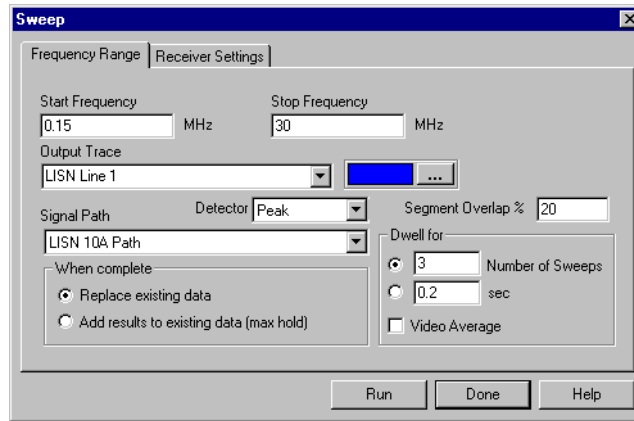 Sweep
Frequency Range Receiver Settings
Start Frequency Stop Frequency
0.15 MHz 30 MHz
Output Trace
LISN Line 1 ...
Signal Path Detector Peak Segment Overlap % 20
LISN 10A Path
Dwell for
When complete
3 Number of Sweeps
Replace existing data
0.2 sec
Add results to existing data (max hold)
Video Average
Run Done Help